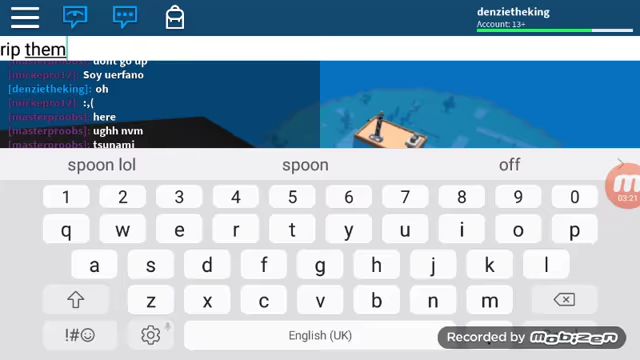 denzietheking
Account: 13+
rip them
[masterproobs]: dont go up
[mickepro12]: Soy uerfano
[denzietheking]: oh
[mickepro12]: :,(
[masterproobs]: here
[masterproobs]: ughh nvm
[masterproobs]: tsunami
spoon lol spoon off
1 2 3 4 5 6 7 8 9 0
q w e r t y u i o p
03:21
a s d f g h j k l
z x c v b n m
!#☺ English (UK)
Recorded by mobizen